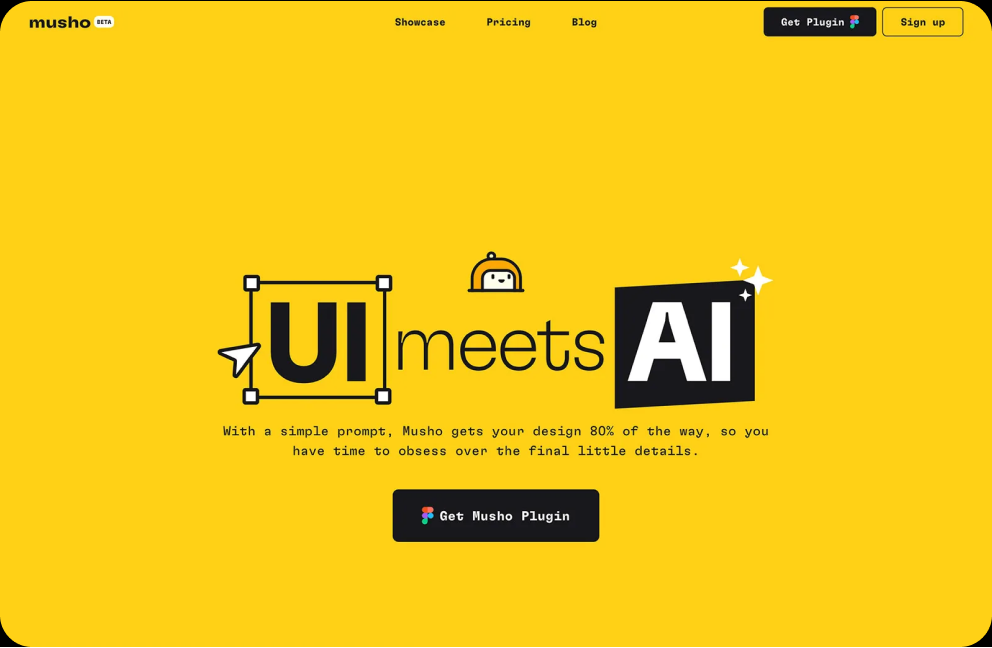 musho BETA
Showcase
Pricing
Blog
Get Plugin
Sign up
UI meets AI
With a simple prompt, Musho gets your design 80% of the way, so you
have time to obsess over the final little details.
Get Musho Plugin